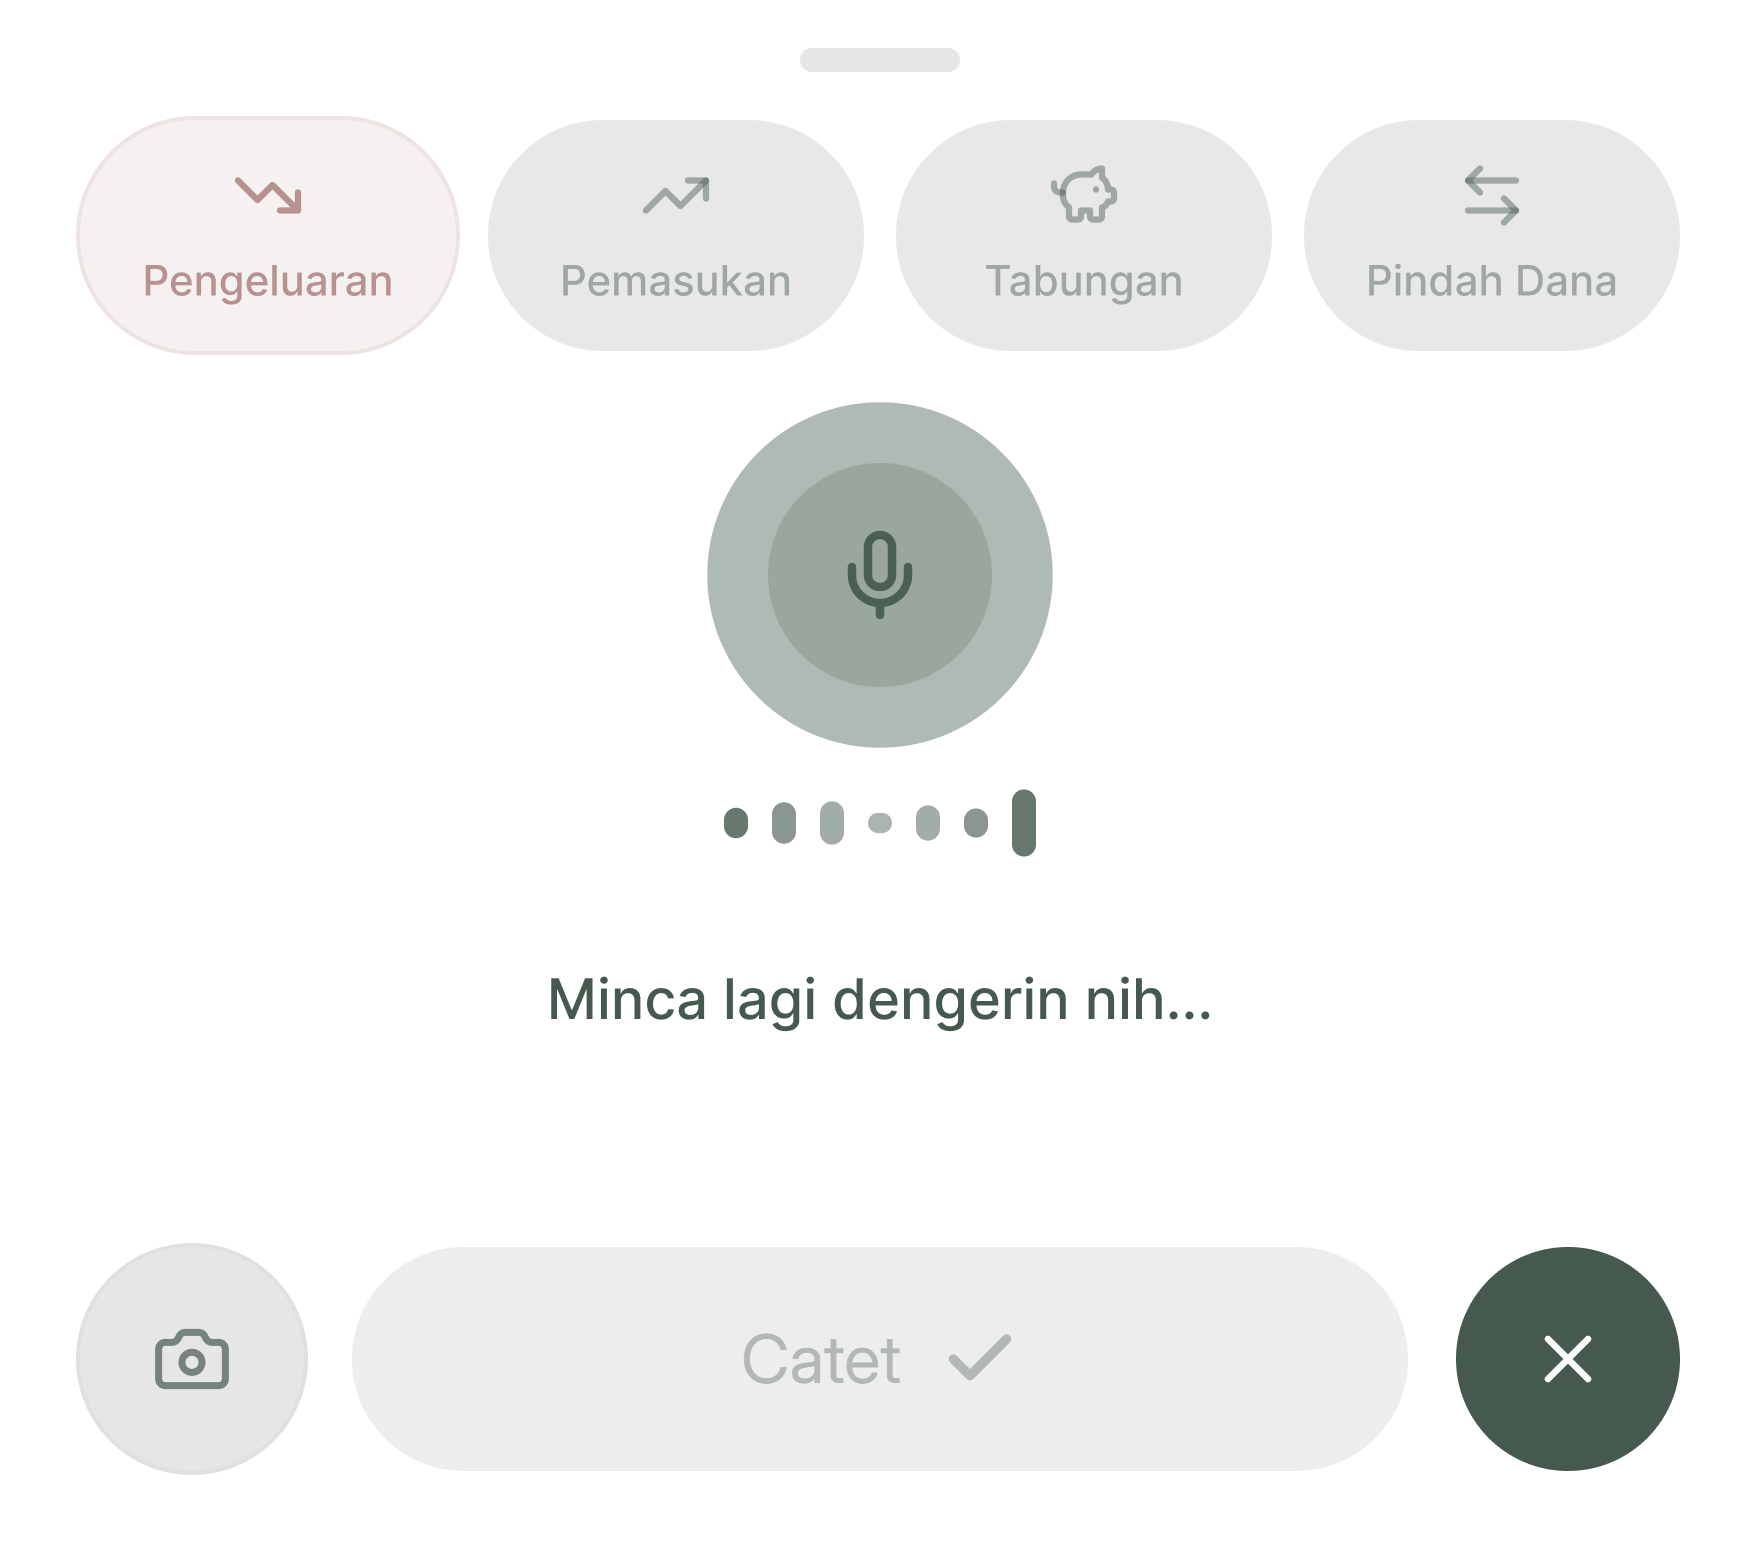 Pengeluaran
Pemasukan
Tabungan
Pindah Dana
Minca lagi dengerin nih...
Catet